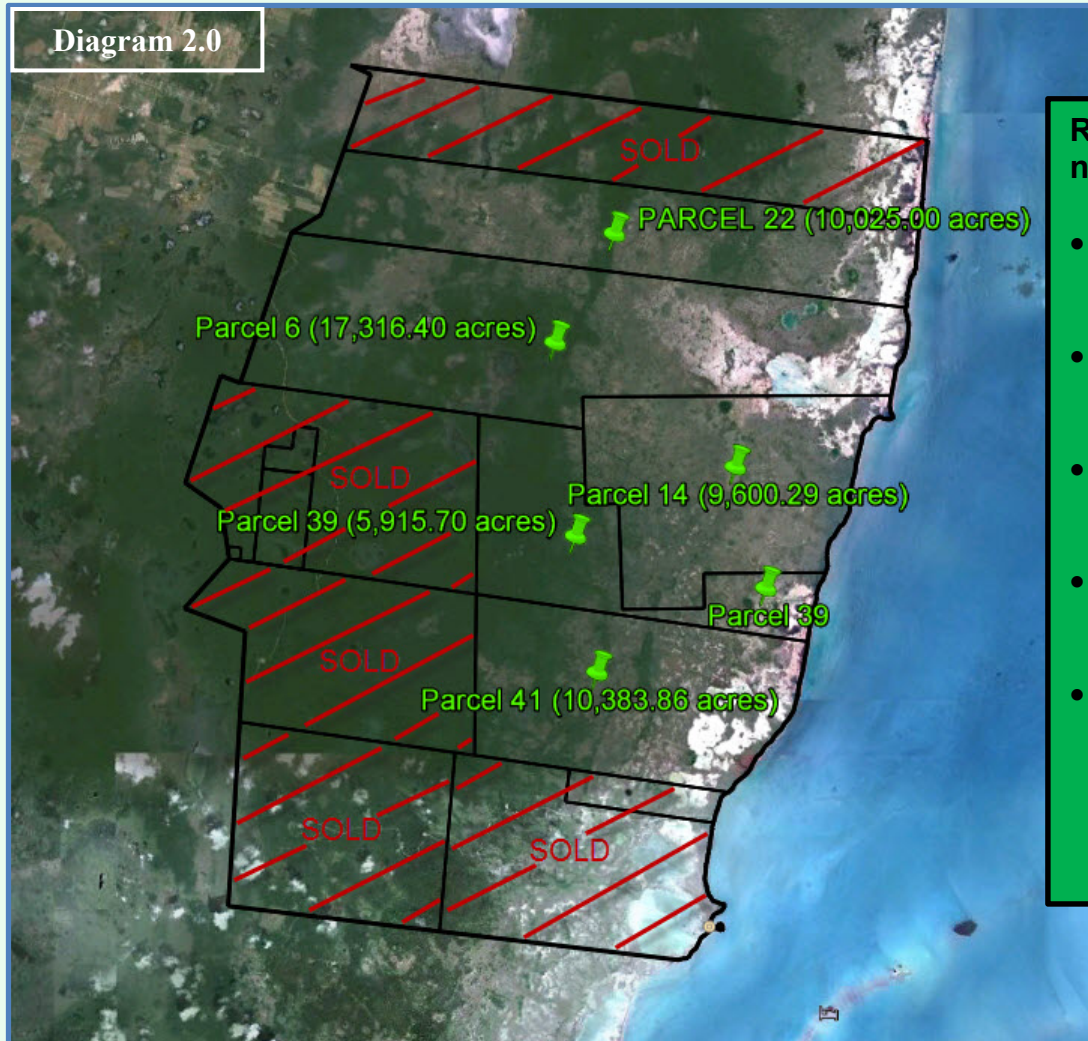 Diagram 2.0
R
n
SOLD
PARCEL 22 (10,025.00 acres)
Parcel 6 (17,316.40 acres)
SOLD
Parcel 14 (9,600.29 acres)
Parcel 39 (5,915.70 acres)
Parcel 39
SOLD
Parcel 41 (10,383.86 acres)
SOLD
SOLD